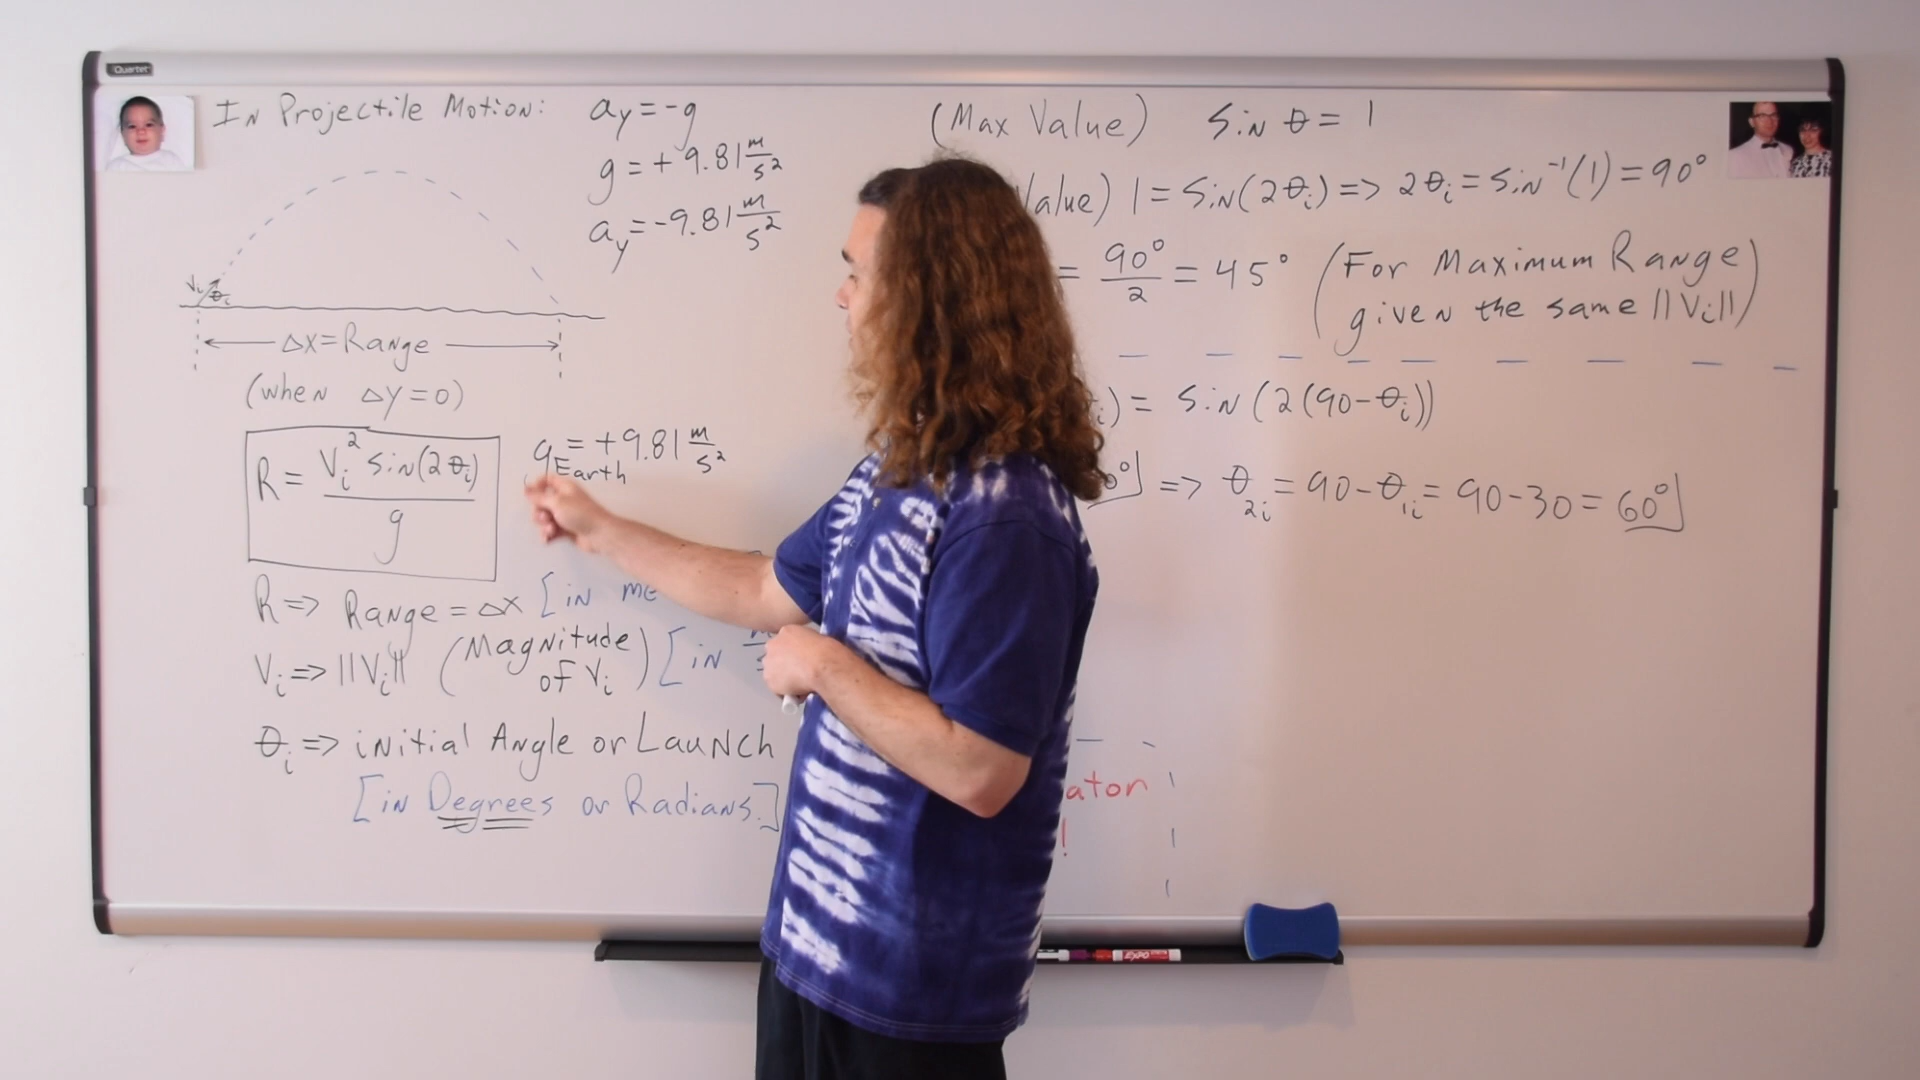 Quartet
In Projectile Motion:
ay = -g
g = +9.81 m/s²
ay = -9.81 m/s²
Vi θi
Δx = Range
(when Δy = 0)
R = Vi² sin(2θi) / g
gEarth = +9.81 m/s²
R => Range = Δx [in me
Vi => ||Vi|| (Magnitude of Vi) [in
θi => initial Angle or Launch
[in Degrees or Radians.]
(Max Value) sin θ = 1
alue) 1 = sin(2θi) => 2θi = sin⁻¹(1) = 90°
= 90°/2 = 45° (For Maximum Range
given the same ||Vi||)
i) = sin(2(90-θi))
0° => θ2i = 90 - θ1i = 90 - 30 = 60°
ator
!
EXPO